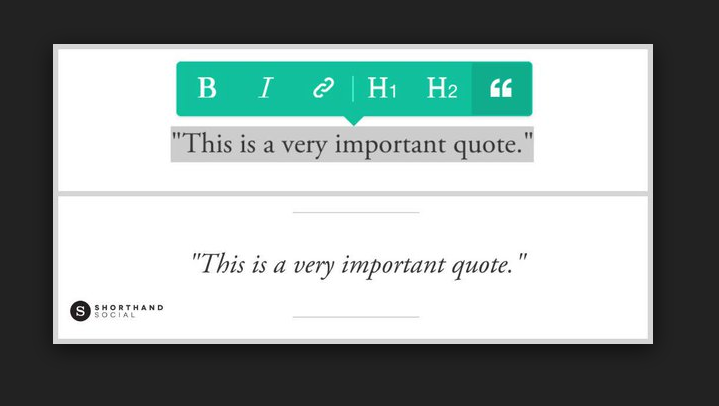 B I H1 H2 “
"This is a very important quote."
"This is a very important quote."
S SHORTHAND
SOCIAL